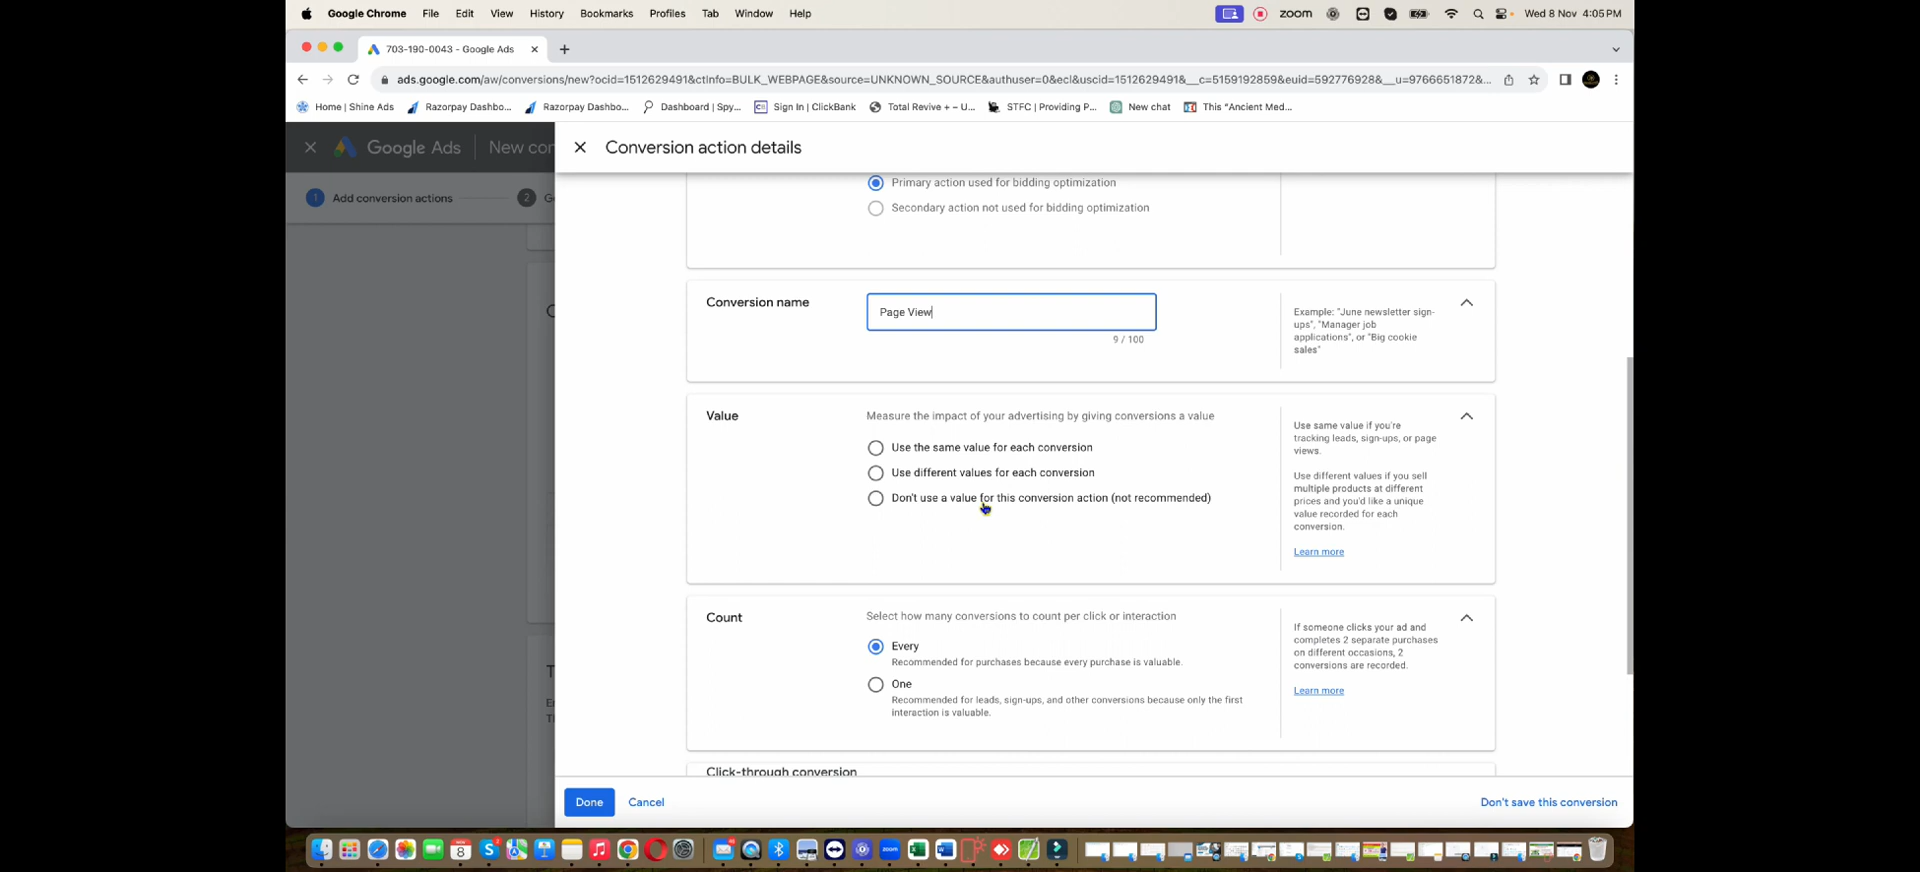 Google Chrome File Edit View History Bookmarks Profiles Tab Window Help zoom Wed 8 Nov 4:05 PM
703-190-0043 - Google Ads
ads.google.com/aw/conversions/new?ocid=1512629491&ctInfo=BULK_WEBPAGE&source=UNKNOWN_SOURCE&authuser=0&ecl&uscid=1512629491&__c=5159192859&euid=592776928&__u=9766651872&...
Home | Shine Ads Razorpay Dashbo... Razorpay Dashbo... Dashboard | Spy... Sign In | ClickBank Total Revive + – U... STFC | Providing P... New chat This "Ancient Med...
Google Ads New con
Conversion action details
1 Add conversion actions 2 G
Primary action used for bidding optimization
Secondary action not used for bidding optimization
Conversion name
Page View
9 / 100
Example: "June newsletter sign-
ups", "Manager job
applications", or "Big cookie
sales"
Value
Measure the impact of your advertising by giving conversions a value
Use the same value for each conversion
Use different values for each conversion
Don't use a value for this conversion action (not recommended)
Use same value if you're
tracking leads, sign-ups, or page
views.
Use different values if you sell
multiple products at different
prices and you'd like a unique
value recorded for each
conversion.
Learn more
Count
Select how many conversions to count per click or interaction
Every
Recommended for purchases because every purchase is valuable.
One
Recommended for leads, sign-ups, and other conversions because only the first
interaction is valuable.
If someone clicks your ad and
completes 2 separate purchases
on different occasions, 2
conversions are recorded.
Learn more
Click-through conversion
Done Cancel Don't save this conversion